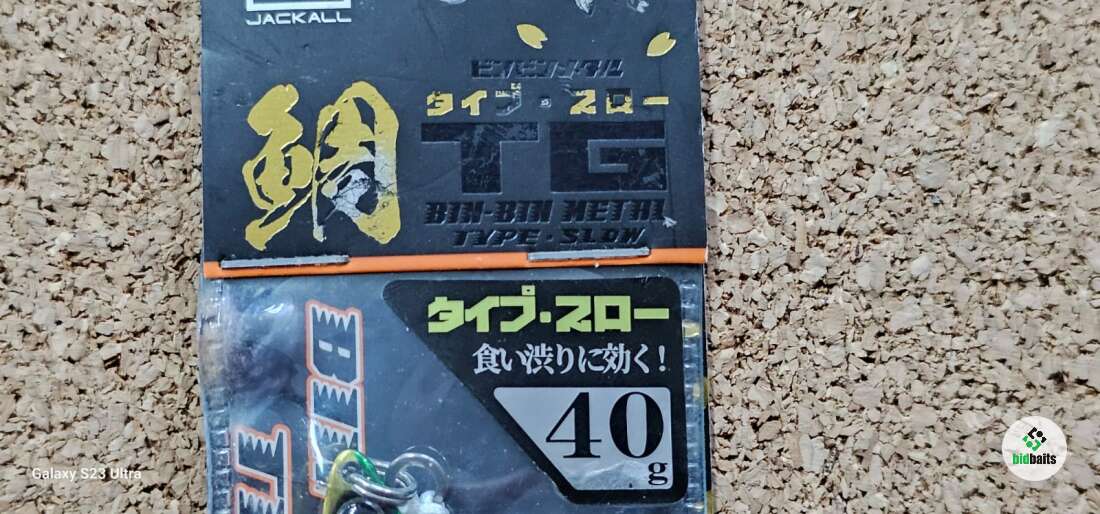 JACKALL
鯛
ビンビンメタル
タイプ・スロー
TG
BIN-BIN METAL
TYPE・SLOW
タイプ・スロー
食い渋りに効く!
40g
Galaxy S23 Ultra
bidbaits